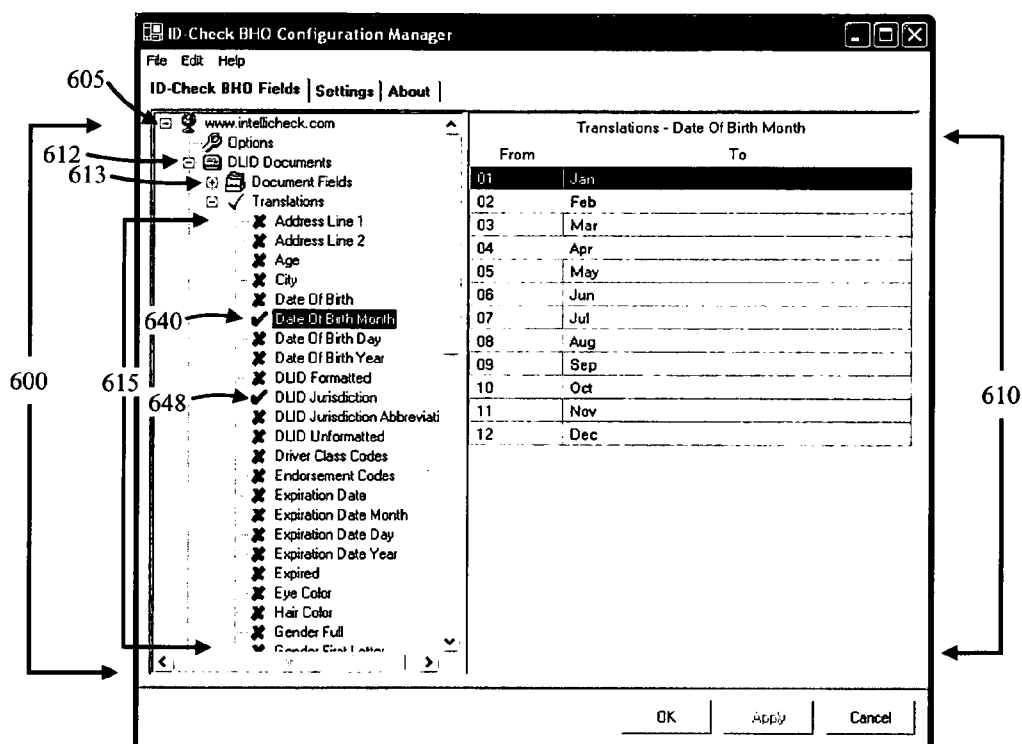 ID-Check BHO Configuration Manager
File Edit Help
ID-Check BHO Fields Settings About
605
www.intellicheck.com
Options
612
DLID Documents
613
Document Fields
Translations
Address Line 1
Address Line 2
Age
City
Date Of Birth
640
Date Of Birth Month
Date Of Birth Day
Date Of Birth Year
600
615
DLID Formatted
648
DLID Jurisdiction
DLID Jurisdiction Abbreviati
DLID Unformatted
Driver Class Codes
Endorsement Codes
Expiration Date
Expiration Date Month
Expiration Date Day
Expiration Date Year
Expired
Eye Color
Hair Color
Gender Full
Gender First Letter
Translations - Date Of Birth Month
From To
01 Jan
02 Feb
03 Mar
04 Apr
05 May
06 Jun
07 Jul
08 Aug
09 Sep
10 Oct
11 Nov
12 Dec
610
OK Apply Cancel